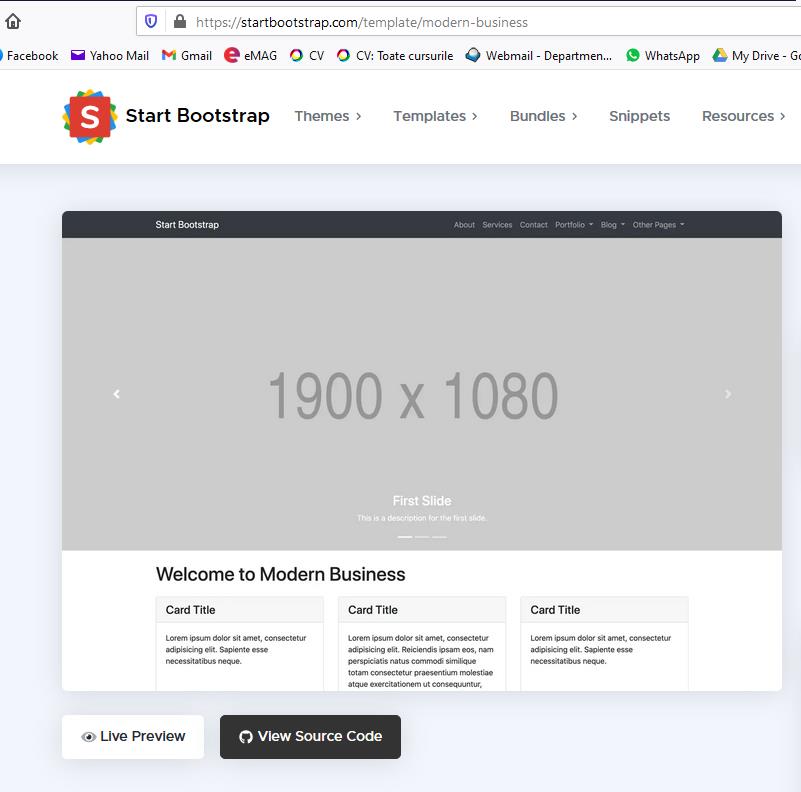 https://startbootstrap.com/template/modern-business
Facebook Yahoo Mail Gmail eMAG CV CV: Toate cursurile Webmail - Departmen... WhatsApp My Drive - Go
S Start Bootstrap Themes Templates Bundles Snippets Resources
Start Bootstrap About Services Contact Portfolio Blog Other Pages
1900 x 1080
First Slide
This is a description for the first slide.
Welcome to Modern Business
Card Title Card Title Card Title
Lorem ipsum dolor sit amet, consectetur Lorem ipsum dolor sit amet, consectetur Lorem ipsum dolor sit amet, consectetur
adipisicing elit. Sapiente esse adipisicing elit. Reiciendis ipsam eos, nam adipisicing elit. Sapiente esse
necessitatibus neque. perspiciatis natus commodi similique necessitatibus neque.
totam consectetur praesentium molestiae
atque exercitationem ut consequuntur,
Live Preview View Source Code